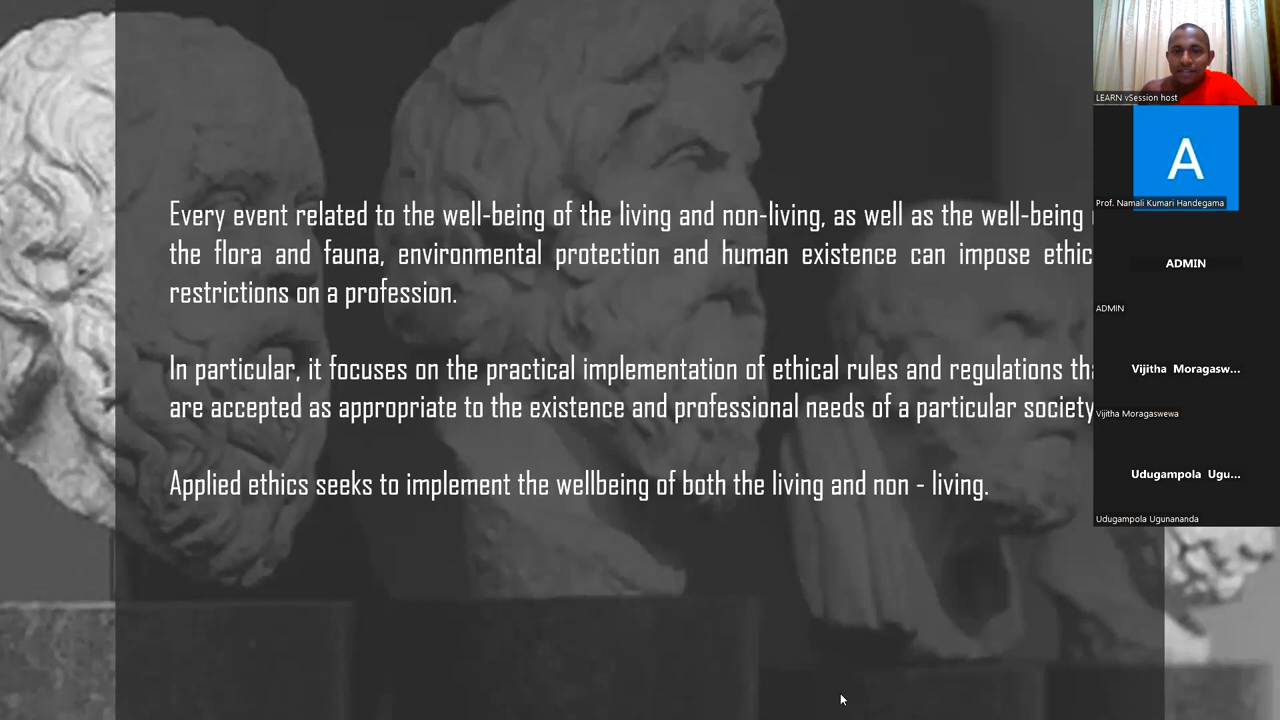 Every event related to the well-being of the living and non-living, as well as the well-being
the flora and fauna, environmental protection and human existence can impose ethic
restrictions on a profession.
In particular, it focuses on the practical implementation of ethical rules and regulations tha
are accepted as appropriate to the existence and professional needs of a particular society
Applied ethics seeks to implement the wellbeing of both the living and non - living.
LEARN vSession host
A
Prof. Namali Kumari Handegama
ADMIN
ADMIN
Vijitha Moragasw...
Vijitha Moragaswewa
Udugampola Ugu...
Udugampola Ugunananda